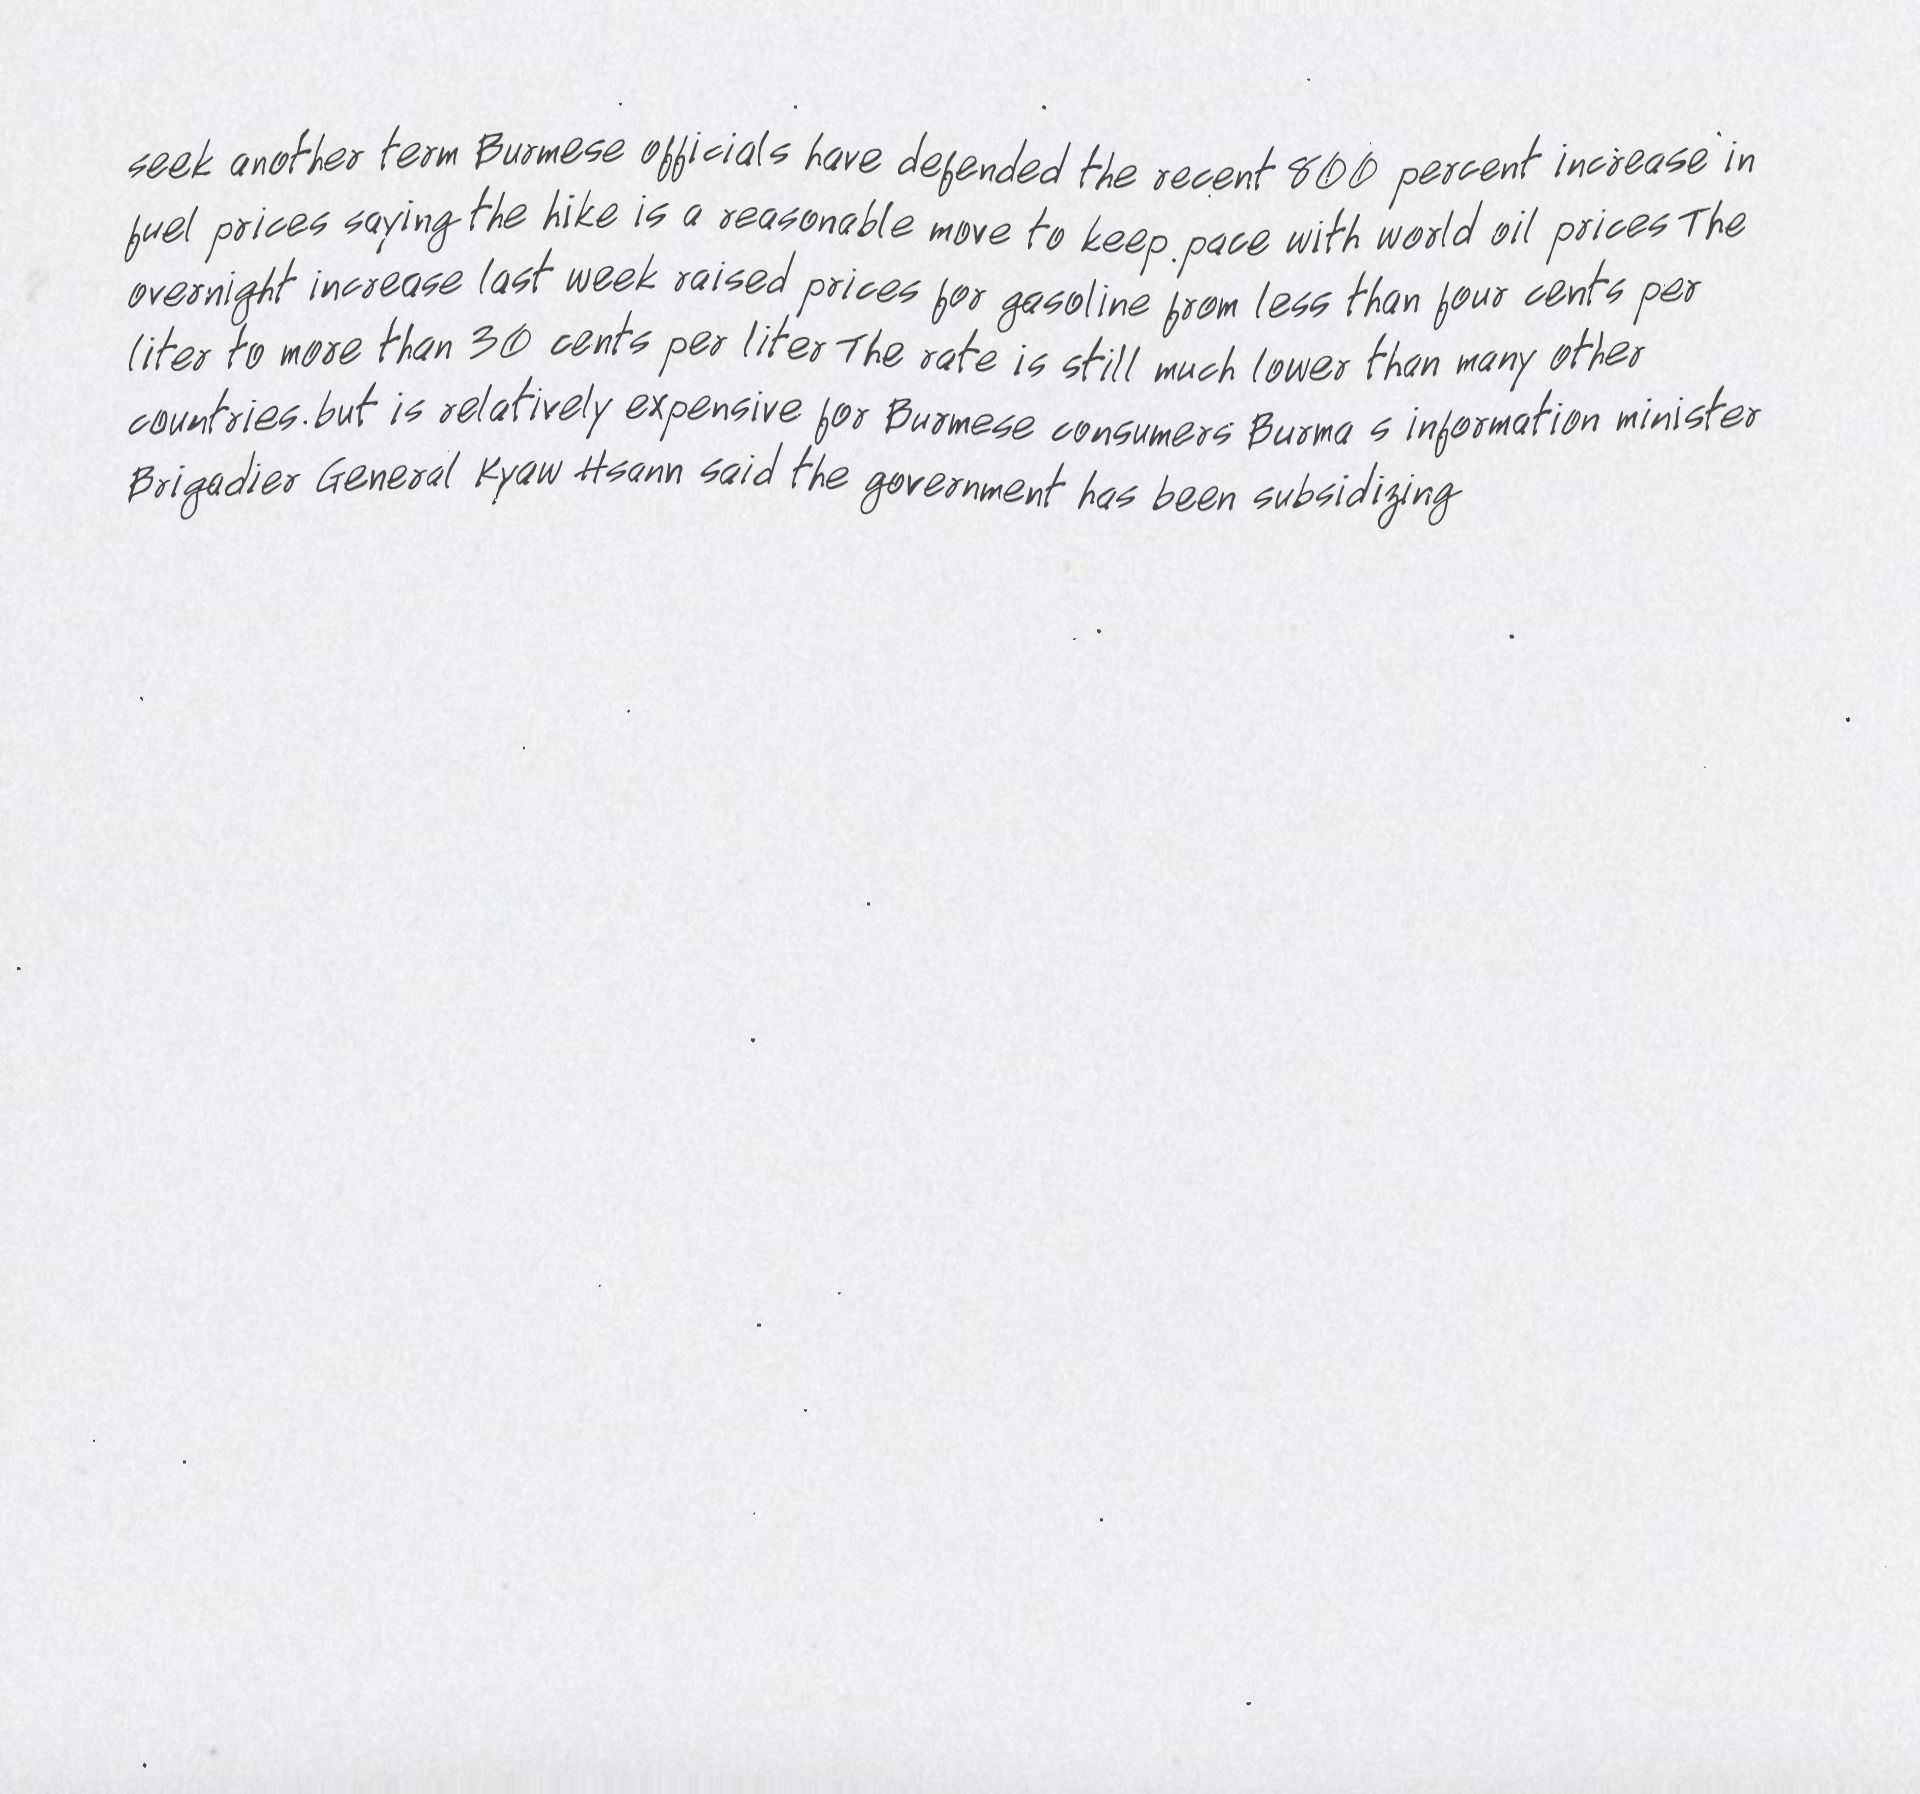 seek another term Burmese officials have defended the recent 800 percent increase in
fuel prices saying the hike is a reasonable move to keep pace with world oil prices The
overnight increase last week raised prices for gasoline from less than four cents per
liter to more than 30 cents per liter The rate is still much lower than many other
countries but is relatively expensive for Burmese consumers Burma s information minister
Brigadier General Kyaw Hsann said the government has been subsidizing